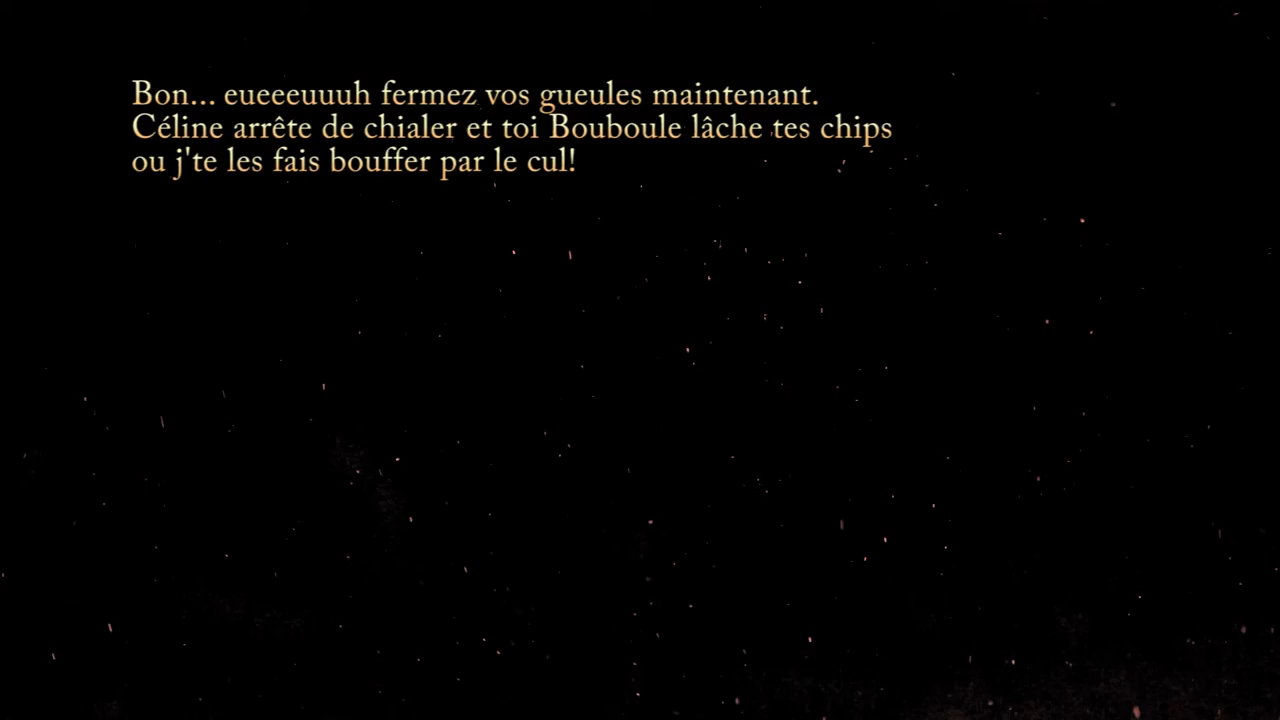 Bon... eueeeuuuh fermez vos gueules maintenant.
Céline arrête de chialer et toi Bouboule lâche tes chips
ou j'te les fais bouffer par le cul!